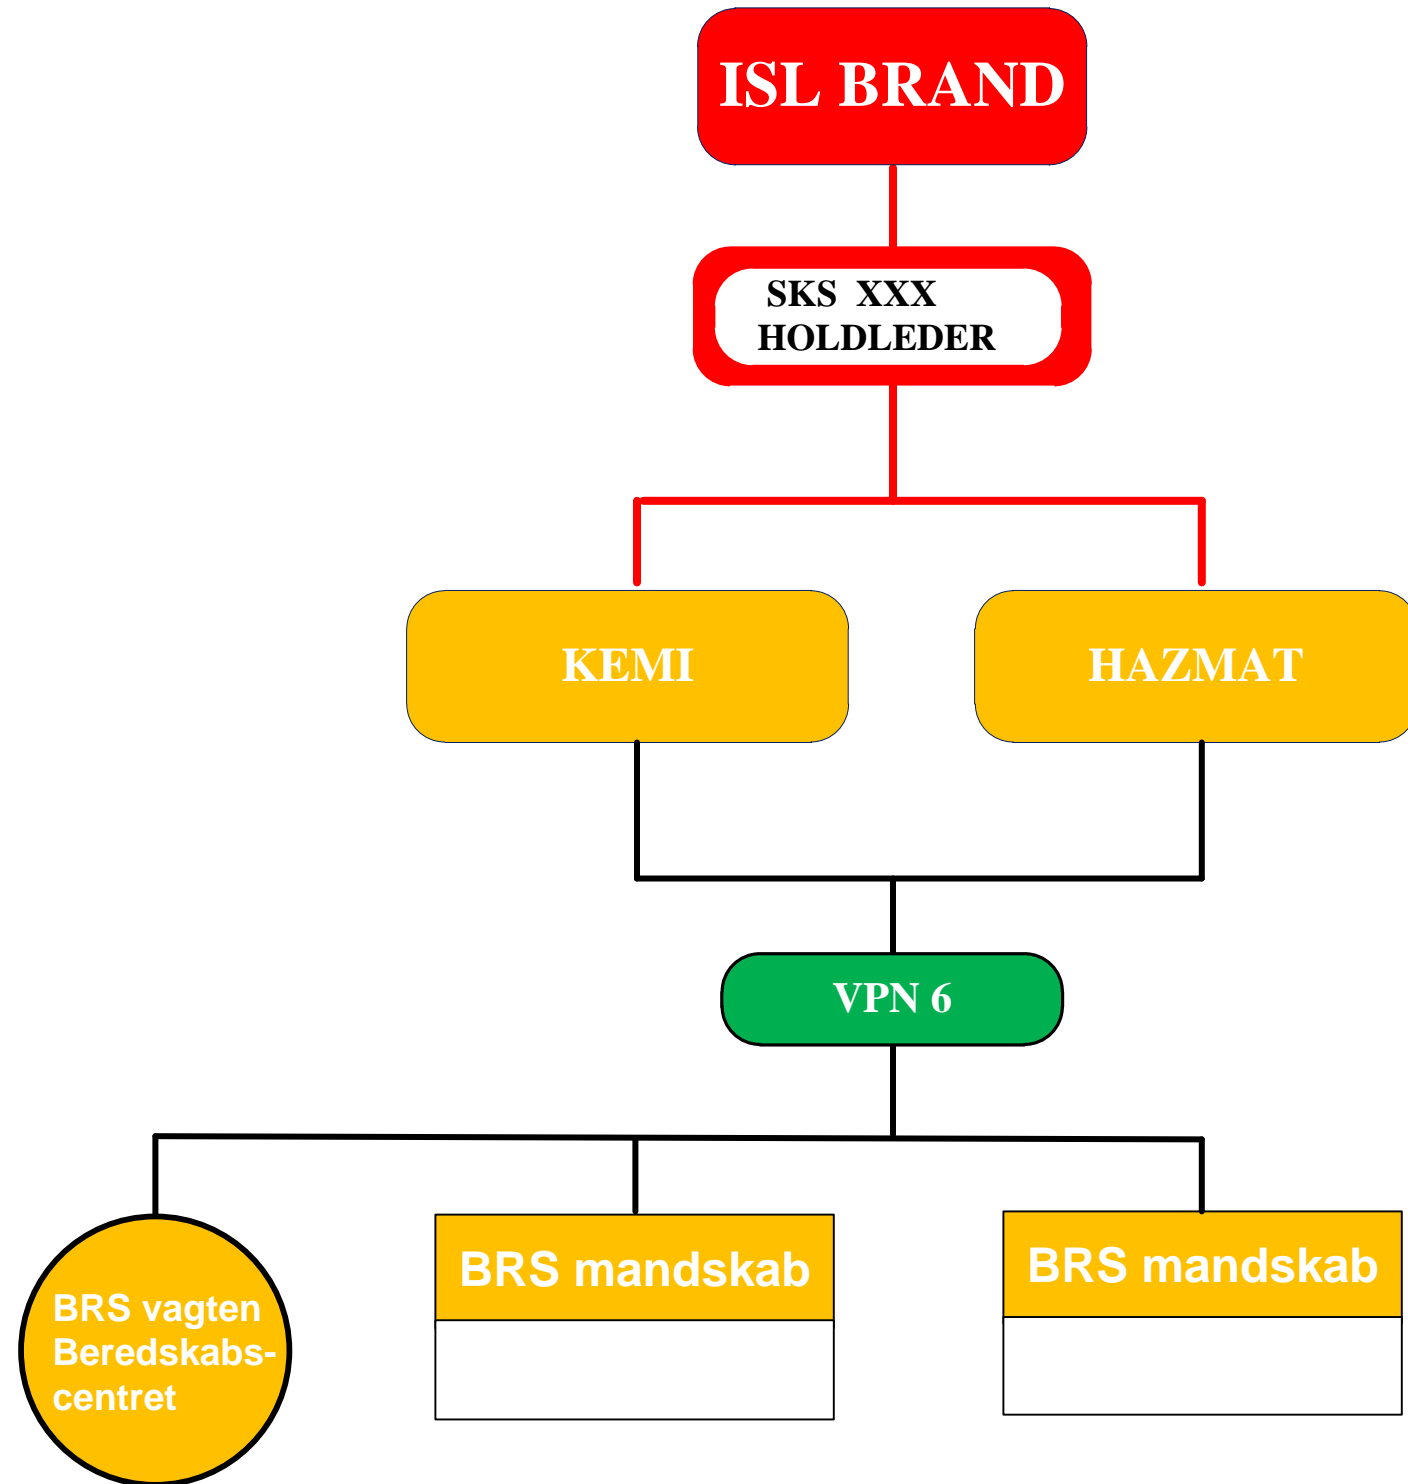 ISL BRAND
SKS XXX
HOLDLEDER
KEMI
HAZMAT
VPN 6
BRS vagten
Beredskabs-
centret
BRS mandskab
BRS mandskab